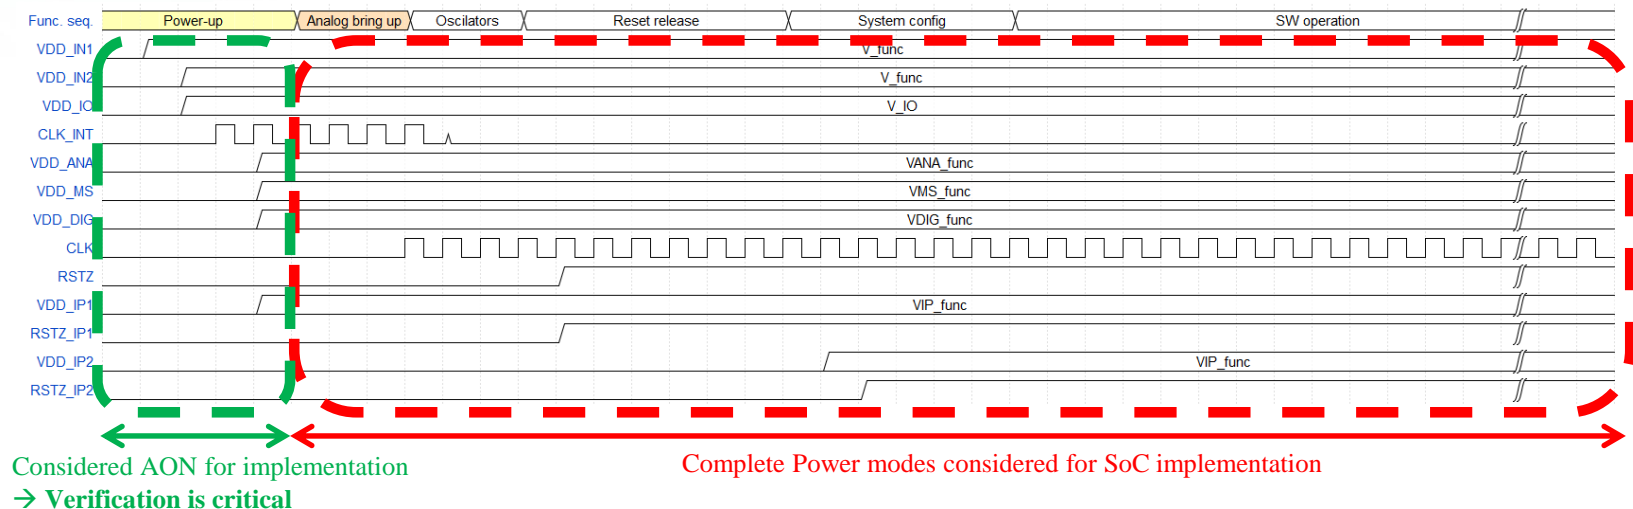 Func. seq. Power-up Analog bring up Oscilators Reset release System config SW operation
VDD_IN1 V_func
VDD_IN2 V_func
VDD_IO V_IO
CLK_INT
VDD_ANA VANA_func
VDD_MS VMS_func
VDD_DIG VDIG_func
CLK
RSTZ
VDD_IP1 VIP_func
RSTZ_IP1
VDD_IP2 VIP_func
RSTZ_IP2
Considered AON for implementation
→ Verification is critical
Complete Power modes considered for SoC implementation